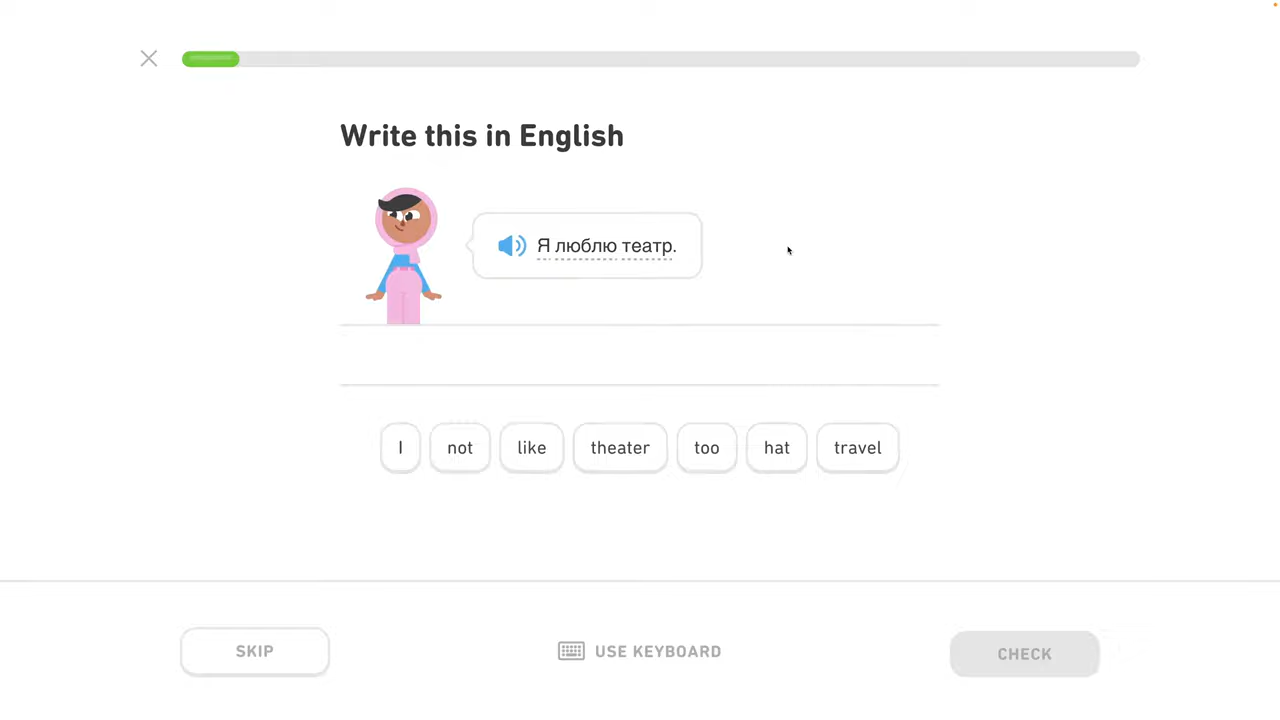 Write this in English
Я люблю театр.
I not like theater too hat travel
SKIP USE KEYBOARD CHECK